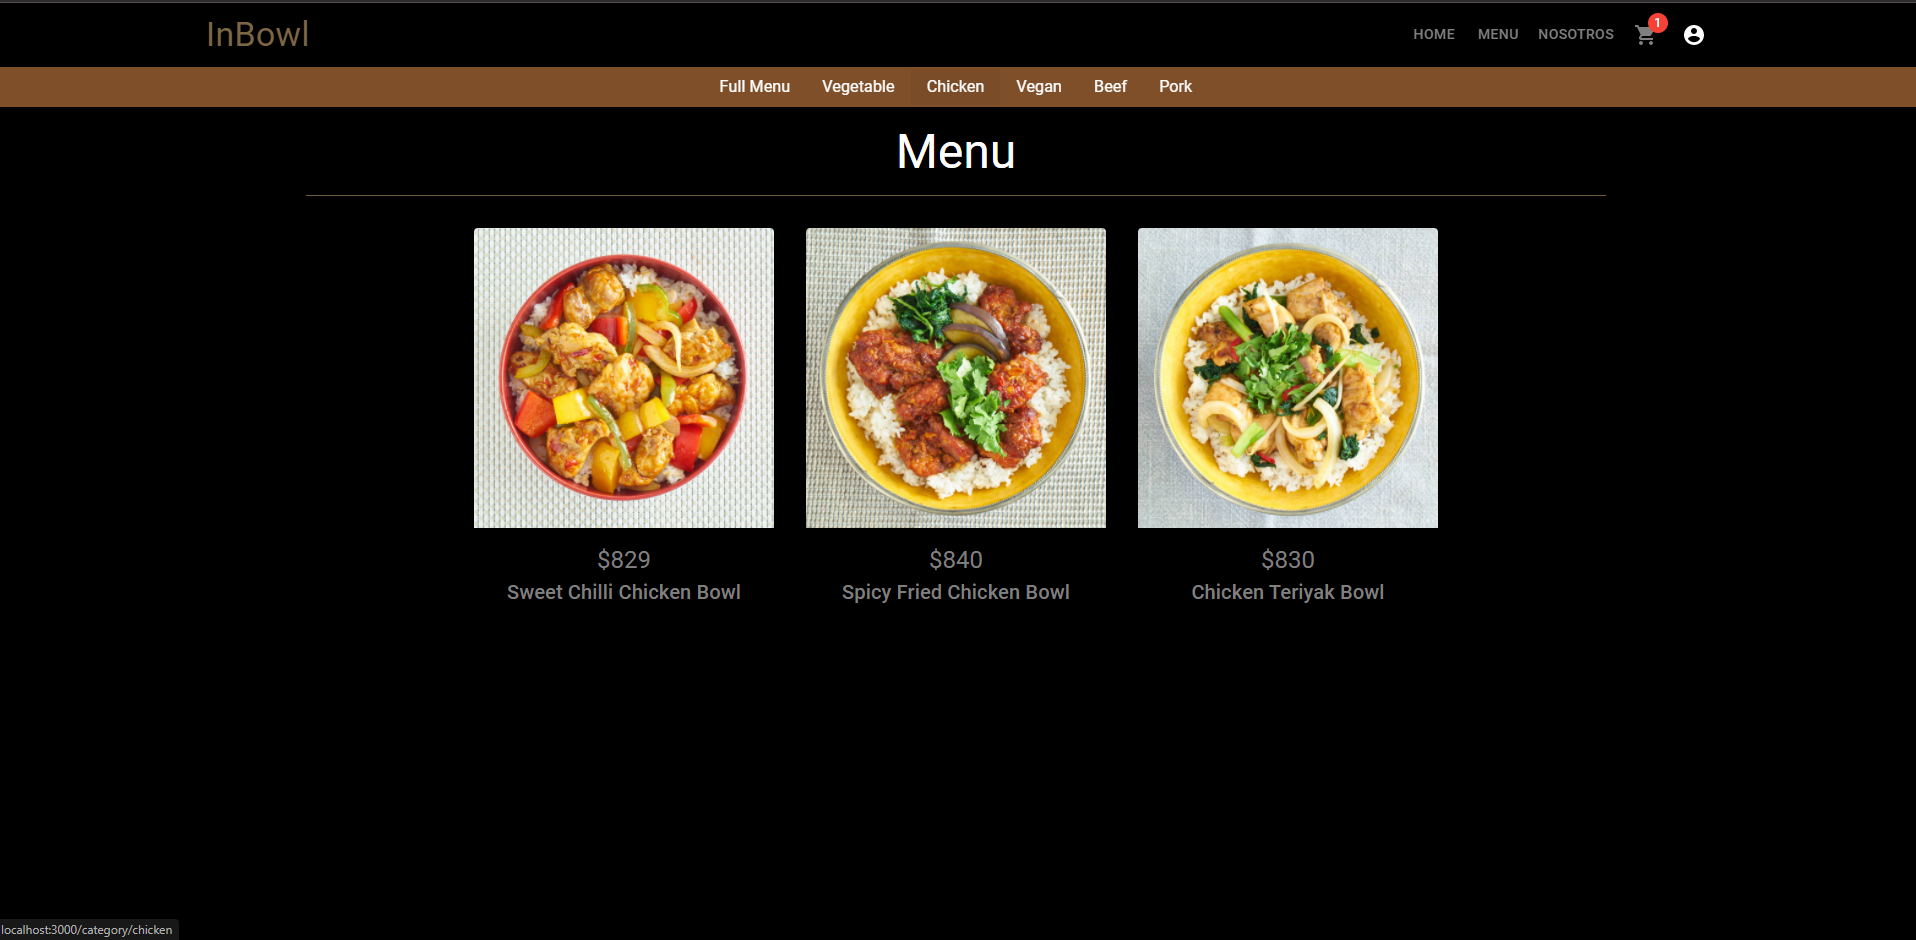 InBowl
HOME MENU NOSOTROS 1
Full Menu Vegetable Chicken Vegan Beef Pork
Menu
$829 $840 $830
Sweet Chilli Chicken Bowl Spicy Fried Chicken Bowl Chicken Teriyak Bowl
localhost:3000/category/chicken